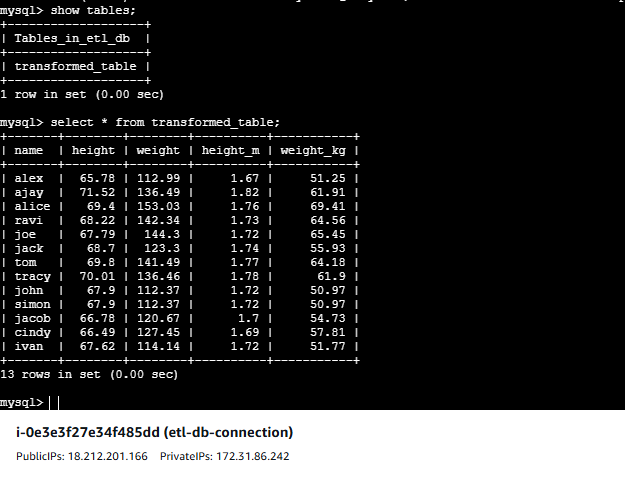 mysql> show tables;
+-------------------+
| Tables_in_etl_db  |
+-------------------+
| transformed_table |
+-------------------+
1 row in set (0.00 sec)
mysql> select * from transformed_table;
+-------+--------+--------+----------+-----------+
| name  | height | weight | height_m | weight_kg |
+-------+--------+--------+----------+-----------+
| alex  |  65.78 | 112.99 |     1.67 |     51.25 |
| ajay  |  71.52 | 136.49 |     1.82 |     61.91 |
| alice |   69.4 | 153.03 |     1.76 |     69.41 |
| ravi  |  68.22 | 142.34 |     1.73 |     64.56 |
| joe   |  67.79 |  144.3 |     1.72 |     65.45 |
| jack  |   68.7 |  123.3 |     1.74 |     55.93 |
| tom   |   69.8 | 141.49 |     1.77 |     64.18 |
| tracy |  70.01 | 136.46 |     1.78 |      61.9 |
| john  |   67.9 | 112.37 |     1.72 |     50.97 |
| simon |   67.9 | 112.37 |     1.72 |     50.97 |
| jacob |  66.78 | 120.67 |      1.7 |     54.73 |
| cindy |  66.49 | 127.45 |     1.69 |     57.81 |
| ivan  |  67.62 | 114.14 |     1.72 |     51.77 |
+-------+--------+--------+----------+-----------+
13 rows in set (0.00 sec)
mysql>
i-0e3e3f27e34f485dd (etl-db-connection)
PublicIPs: 18.212.201.166 PrivateIPs: 172.31.86.242